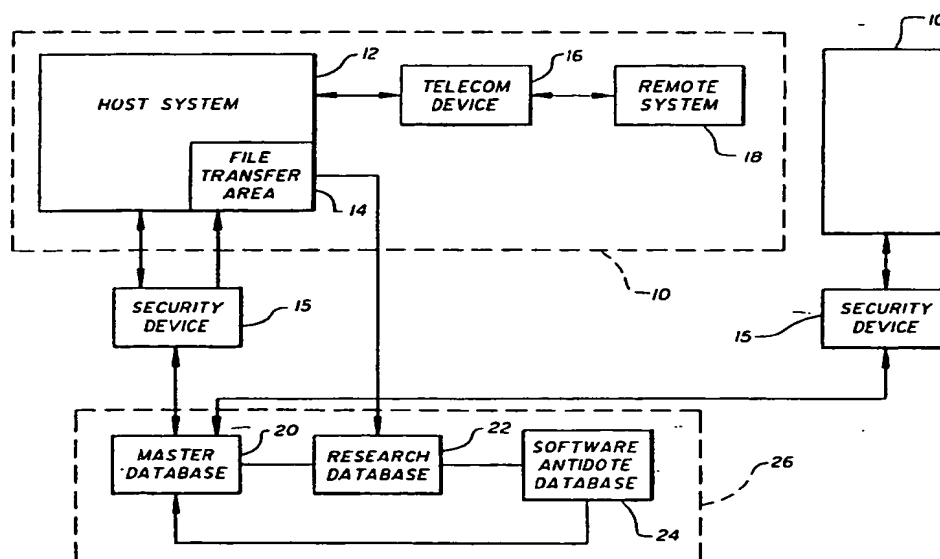 12
16
10
HOST SYSTEM
TELECOM
DEVICE
REMOTE
SYSTEM
18
FILE
TRANSFER
AREA
14
10
SECURITY
DEVICE
15
15
SECURITY
DEVICE
20
22
MASTER
DATABASE
RESEARCH
DATABASE
SOFTWARE
ANTIDOTE
DATABASE
26
24